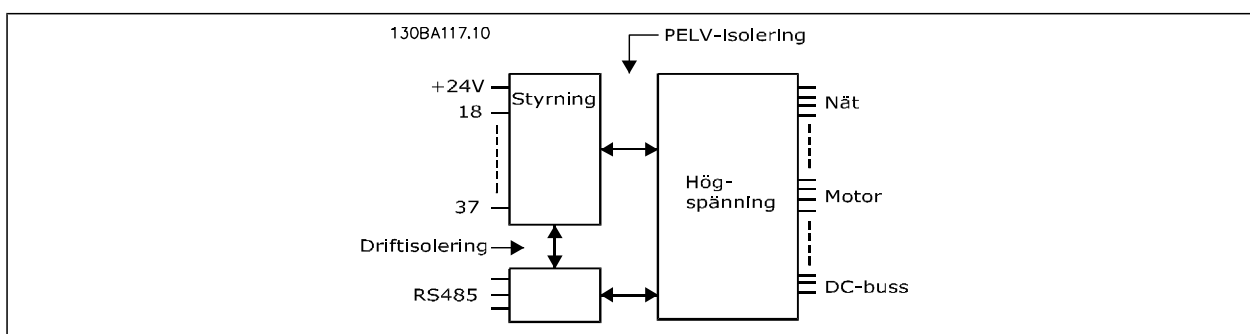 130BA117.10
PELV-isolering
+24V
Styrning
18
Nät
Hög-
spänning
Motor
37
Driftisolering
RS485
DC-buss